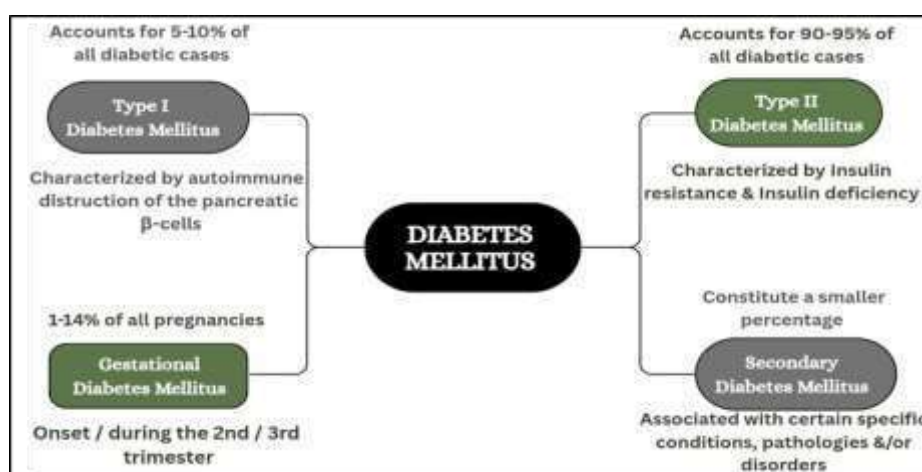 Accounts for 5-10% of
all diabetic cases
Type I
Diabetes Mellitus
Characterized by autoimmune
distruction of the pancreatic
β-cells
1-14% of all pregnancies
Gestational
Diabetes Mellitus
Onset / during the 2nd / 3rd
trimester
DIABETES
MELLITUS
Accounts for 90-95% of
all diabetic cases
Type II
Diabetes Mellitus
Characterized by Insulin
resistance & Insulin deficiency
Constitute a smaller
percentage
Secondary
Diabetes Mellitus
Associated with certain specific
conditions, pathologies &/or
disorders